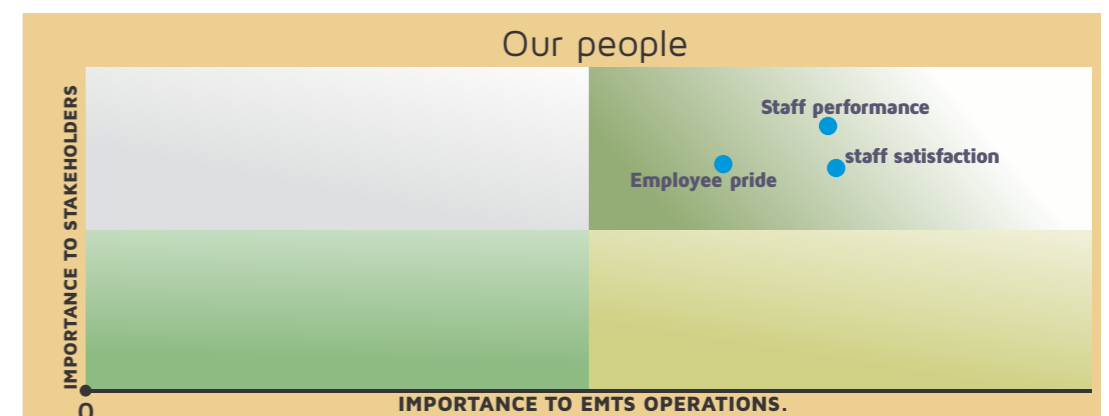 Our people
IMPORTANCE TO STAKEHOLDERS
Staff performance
staff satisfaction
Employee pride
0
IMPORTANCE TO EMTS OPERATIONS.